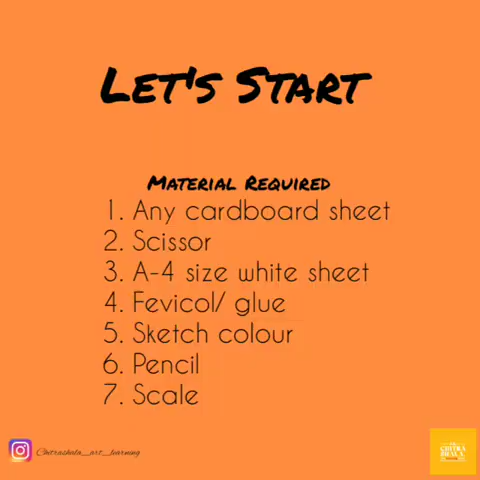 LET'S START
MATERIAL REQUIRED
1. Any cardboard sheet
2. Scissor
3. A-4 size white sheet
4. Fevicol/ glue
5. Sketch colour
6. Pencil
7. Scale
Chitrashala_art_learning